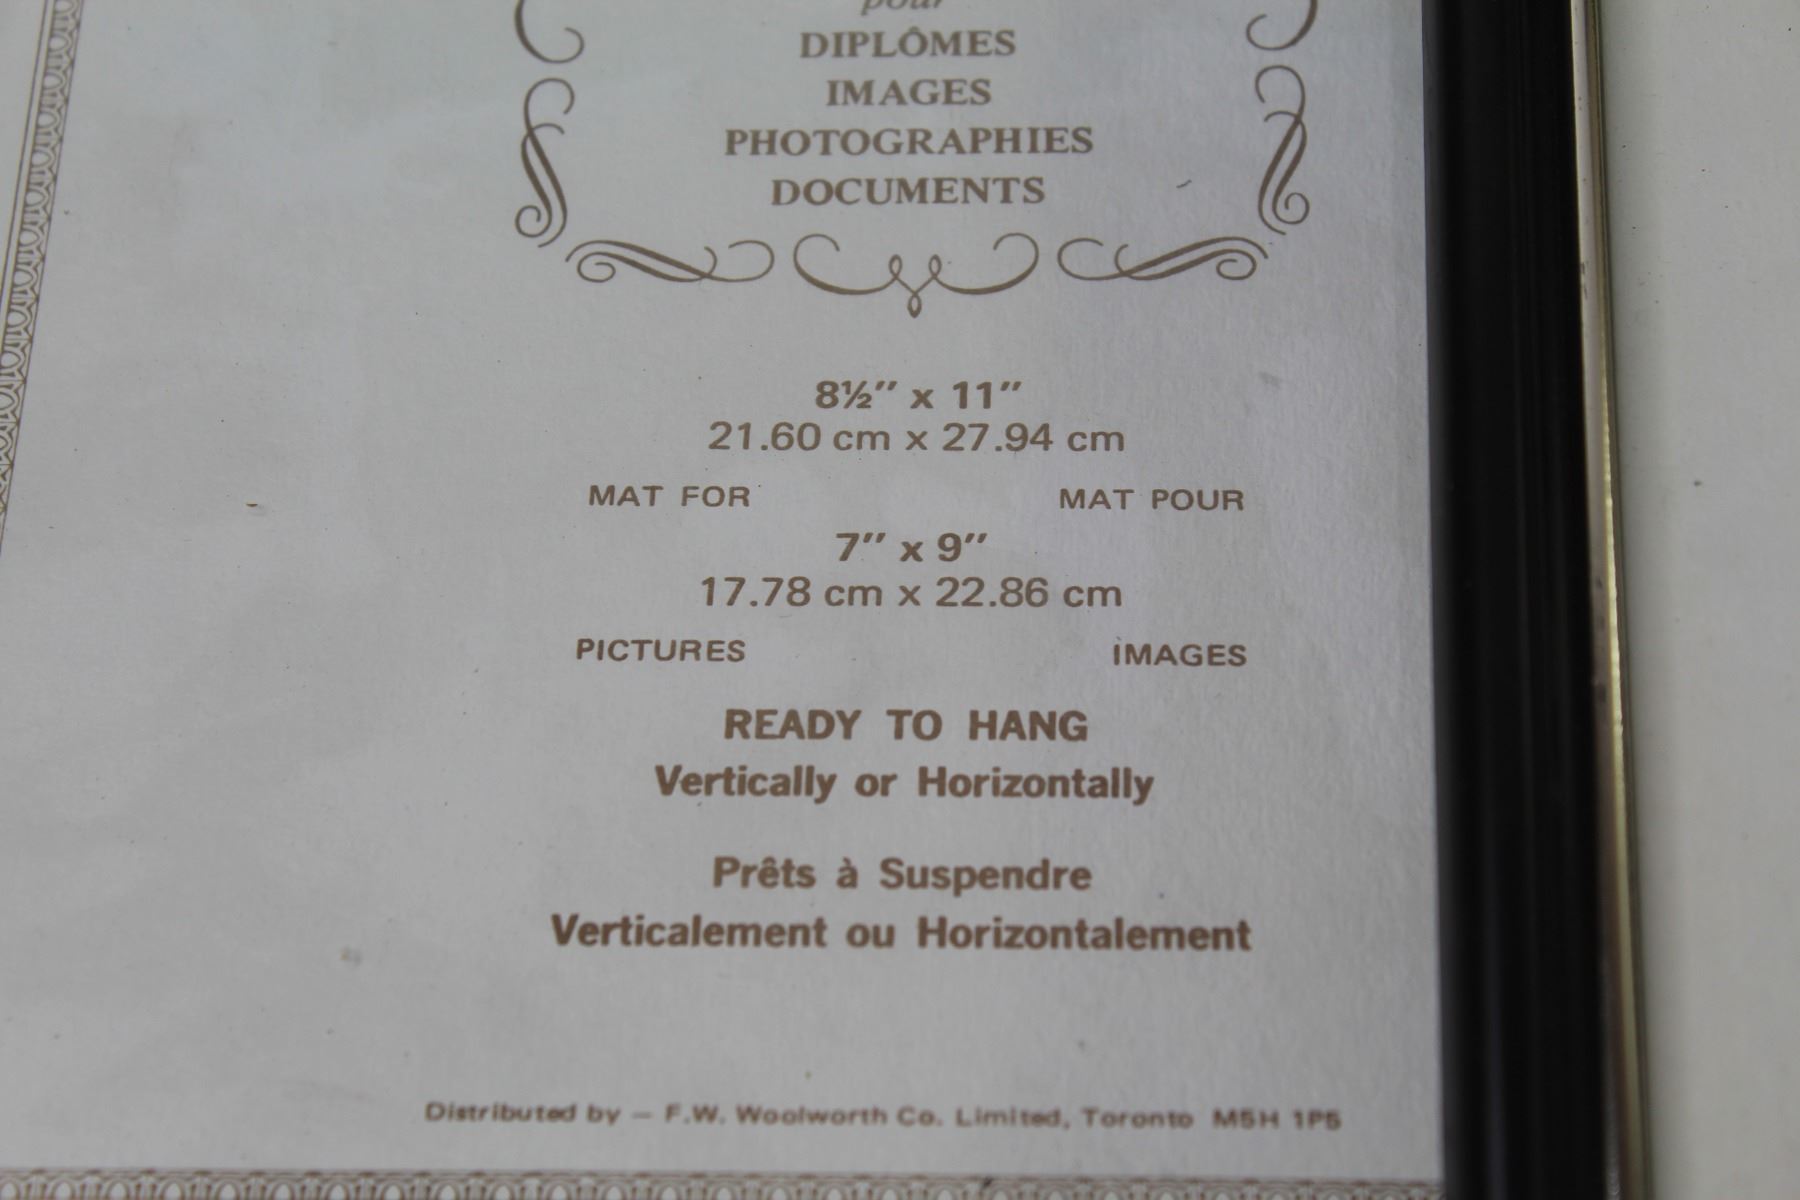 pour
DIPLÔMES
IMAGES
PHOTOGRAPHIES
DOCUMENTS
8½" x 11"
21.60 cm x 27.94 cm
MAT FOR MAT POUR
7" x 9"
17.78 cm x 22.86 cm
PICTURES IMAGES
READY TO HANG
Vertically or Horizontally
Prêts à Suspendre
Verticalement ou Horizontalement
Distributed by — F.W. Woolworth Co. Limited, Toronto M5H 1P5